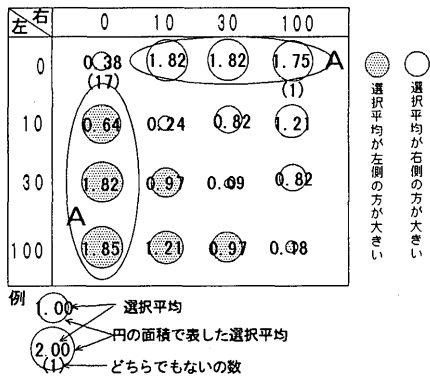 右
左
0 10 30 100
0 0.38 1.82 1.82 1.75 A
(17) (1)
10 0.64 0.24 0.82 1.21
30 1.82 0.97 0.09 0.82
A
100 1.85 1.21 0.97 0.18
選択平均が左側の方が大きい
選択平均が右側の方が大きい
例
1.00 選択平均
円の面積で表した選択平均
2.00
(1) どちらでもないの数